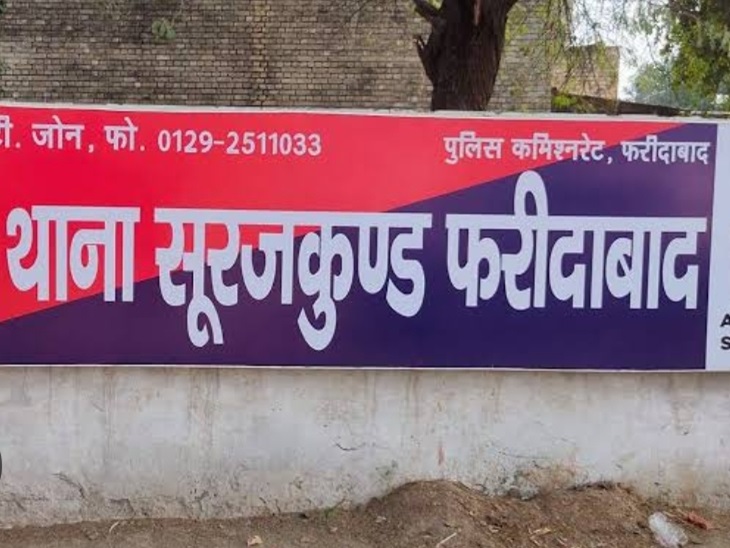 जोन, फो. 0129-2511033
पुलिस कमिश्नरेट, फरीदाबाद
थाना सूरजकुण्ड फरीदाबाद